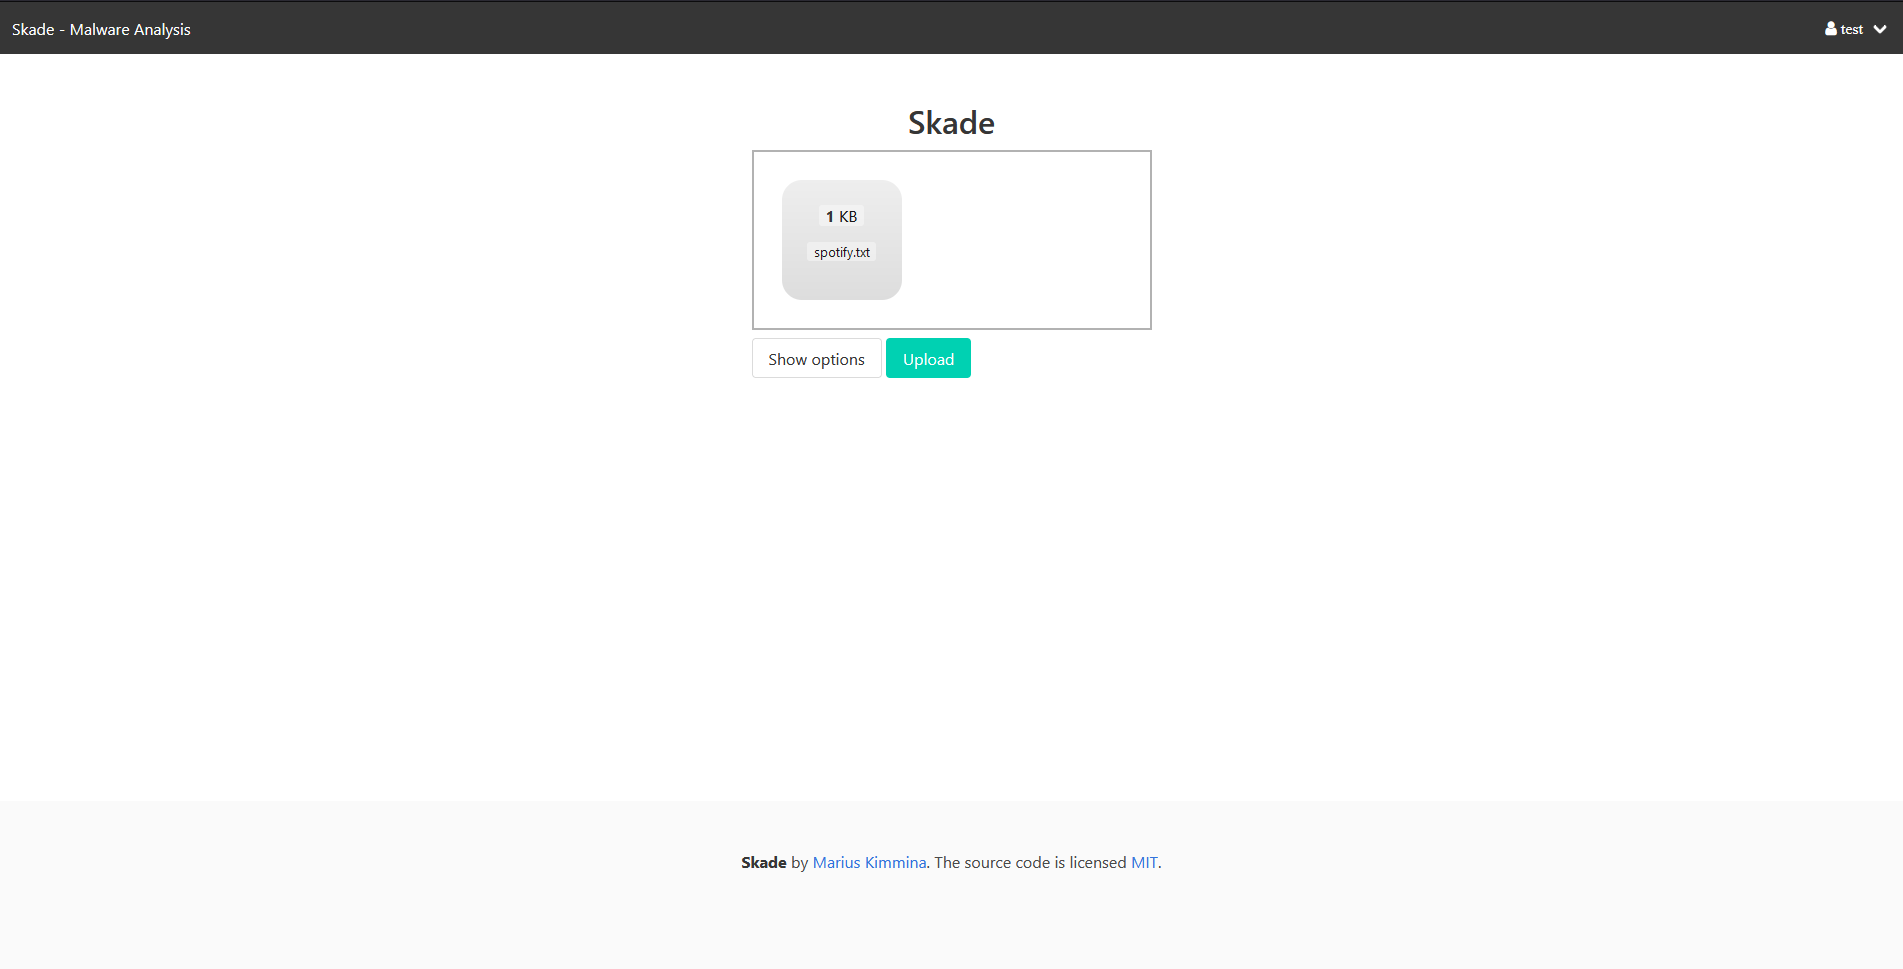 Skade - Malware Analysis
test
Skade
1 KB
spotify.txt
Show options
Upload
Skade by Marius Kimmina. The source code is licensed MIT.